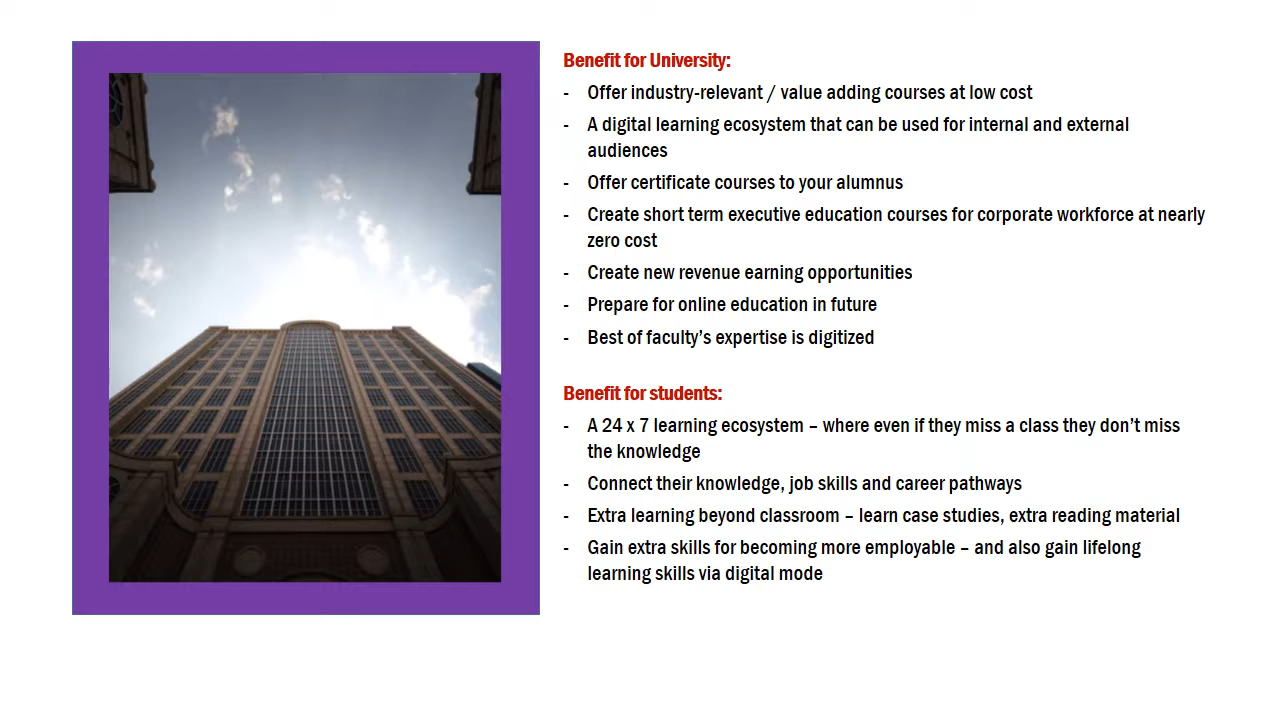 Benefit for University:
- Offer industry-relevant / value adding courses at low cost
- A digital learning ecosystem that can be used for internal and external
audiences
- Offer certificate courses to your alumnus
- Create short term executive education courses for corporate workforce at nearly
zero cost
- Create new revenue earning opportunities
- Prepare for online education in future
- Best of faculty’s expertise is digitized
Benefit for students:
- A 24 x 7 learning ecosystem – where even if they miss a class they don’t miss
the knowledge
- Connect their knowledge, job skills and career pathways
- Extra learning beyond classroom – learn case studies, extra reading material
- Gain extra skills for becoming more employable – and also gain lifelong
learning skills via digital mode